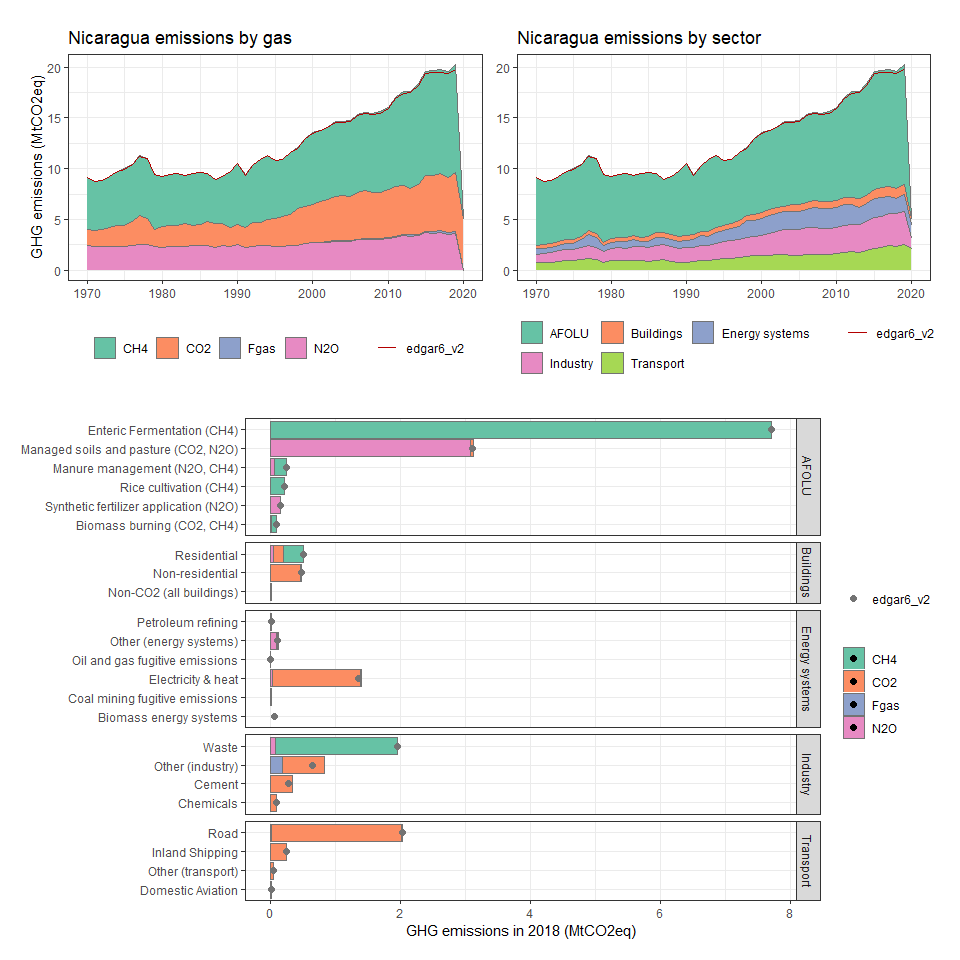 Nicaragua emissions by gas
GHG emissions (MtCO2eq)
20
15
10
5
0
1970 1980 1990 2000 2010 2020
CH4 CO2 Fgas N2O edgar6_v2
Nicaragua emissions by sector
20
15
10
5
0
1970 1980 1990 2000 2010 2020
AFOLU Buildings Energy systems edgar6_v2
Industry Transport
Enteric Fermentation (CH4)
Managed soils and pasture (CO2, N2O)
Manure management (N2O, CH4)
Rice cultivation (CH4)
Synthetic fertilizer application (N2O)
Biomass burning (CO2, CH4)
AFOLU
Residential
Non-residential
Non-CO2 (all buildings)
Buildings
Petroleum refining
Other (energy systems)
Oil and gas fugitive emissions
Electricity & heat
Coal mining fugitive emissions
Biomass energy systems
Energy systems
Waste
Other (industry)
Cement
Chemicals
Industry
Road
Inland Shipping
Other (transport)
Domestic Aviation
Transport
0 2 4 6 8
GHG emissions in 2018 (MtCO2eq)
edgar6_v2
CH4
CO2
Fgas
N2O